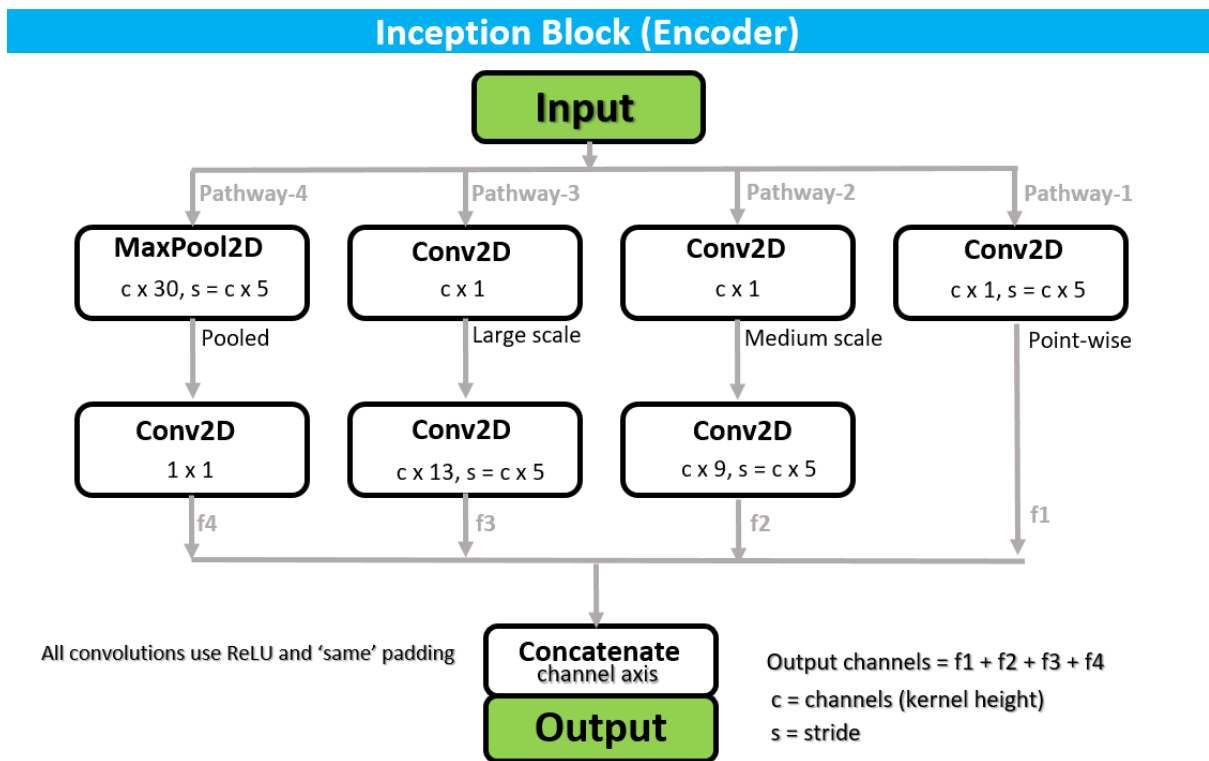 Inception Block (Encoder)
Input
Pathway-4
Pathway-3
Pathway-2
Pathway-1
MaxPool2D
c x 30, s = c x 5
Conv2D
c x 1
Conv2D
c x 1
Conv2D
c x 1, s = c x 5
Pooled
Large scale
Medium scale
Point-wise
Conv2D
1 x 1
Conv2D
c x 13, s = c x 5
Conv2D
c x 9, s = c x 5
f4
f3
f2
f1
All convolutions use ReLU and ‘same’ padding
Concatenate
channel axis
Output
Output channels = f1 + f2 + f3 + f4
c = channels (kernel height)
s = stride